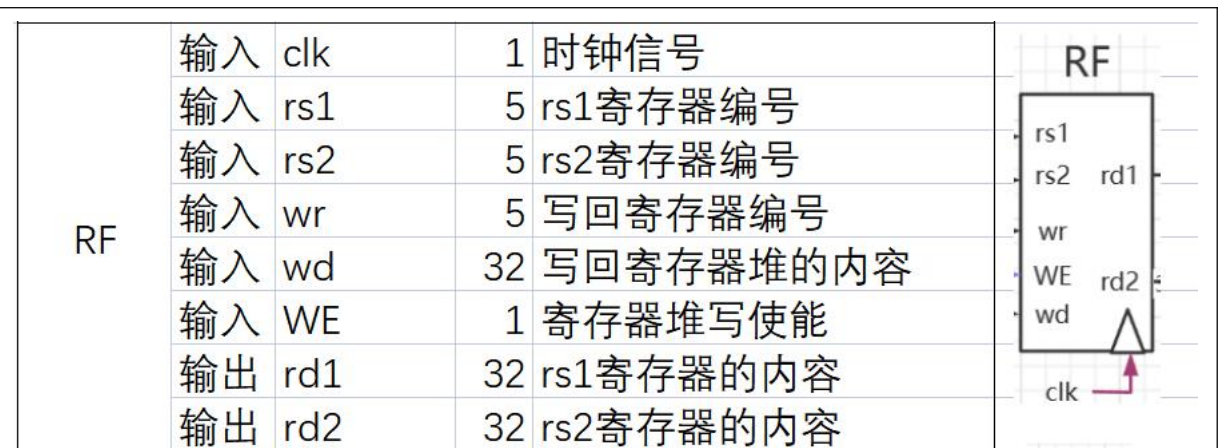 RF
输入 clk 1 时钟信号
输入 rs1 5 rs1寄存器编号
输入 rs2 5 rs2寄存器编号
输入 wr 5 写回寄存器编号
输入 wd 32 写回寄存器堆的内容
输入 WE 1 寄存器堆写使能
输出 rd1 32 rs1寄存器的内容
输出 rd2 32 rs2寄存器的内容
RF
rs1
rs2 rd1
wr
WE rd2
wd
clk